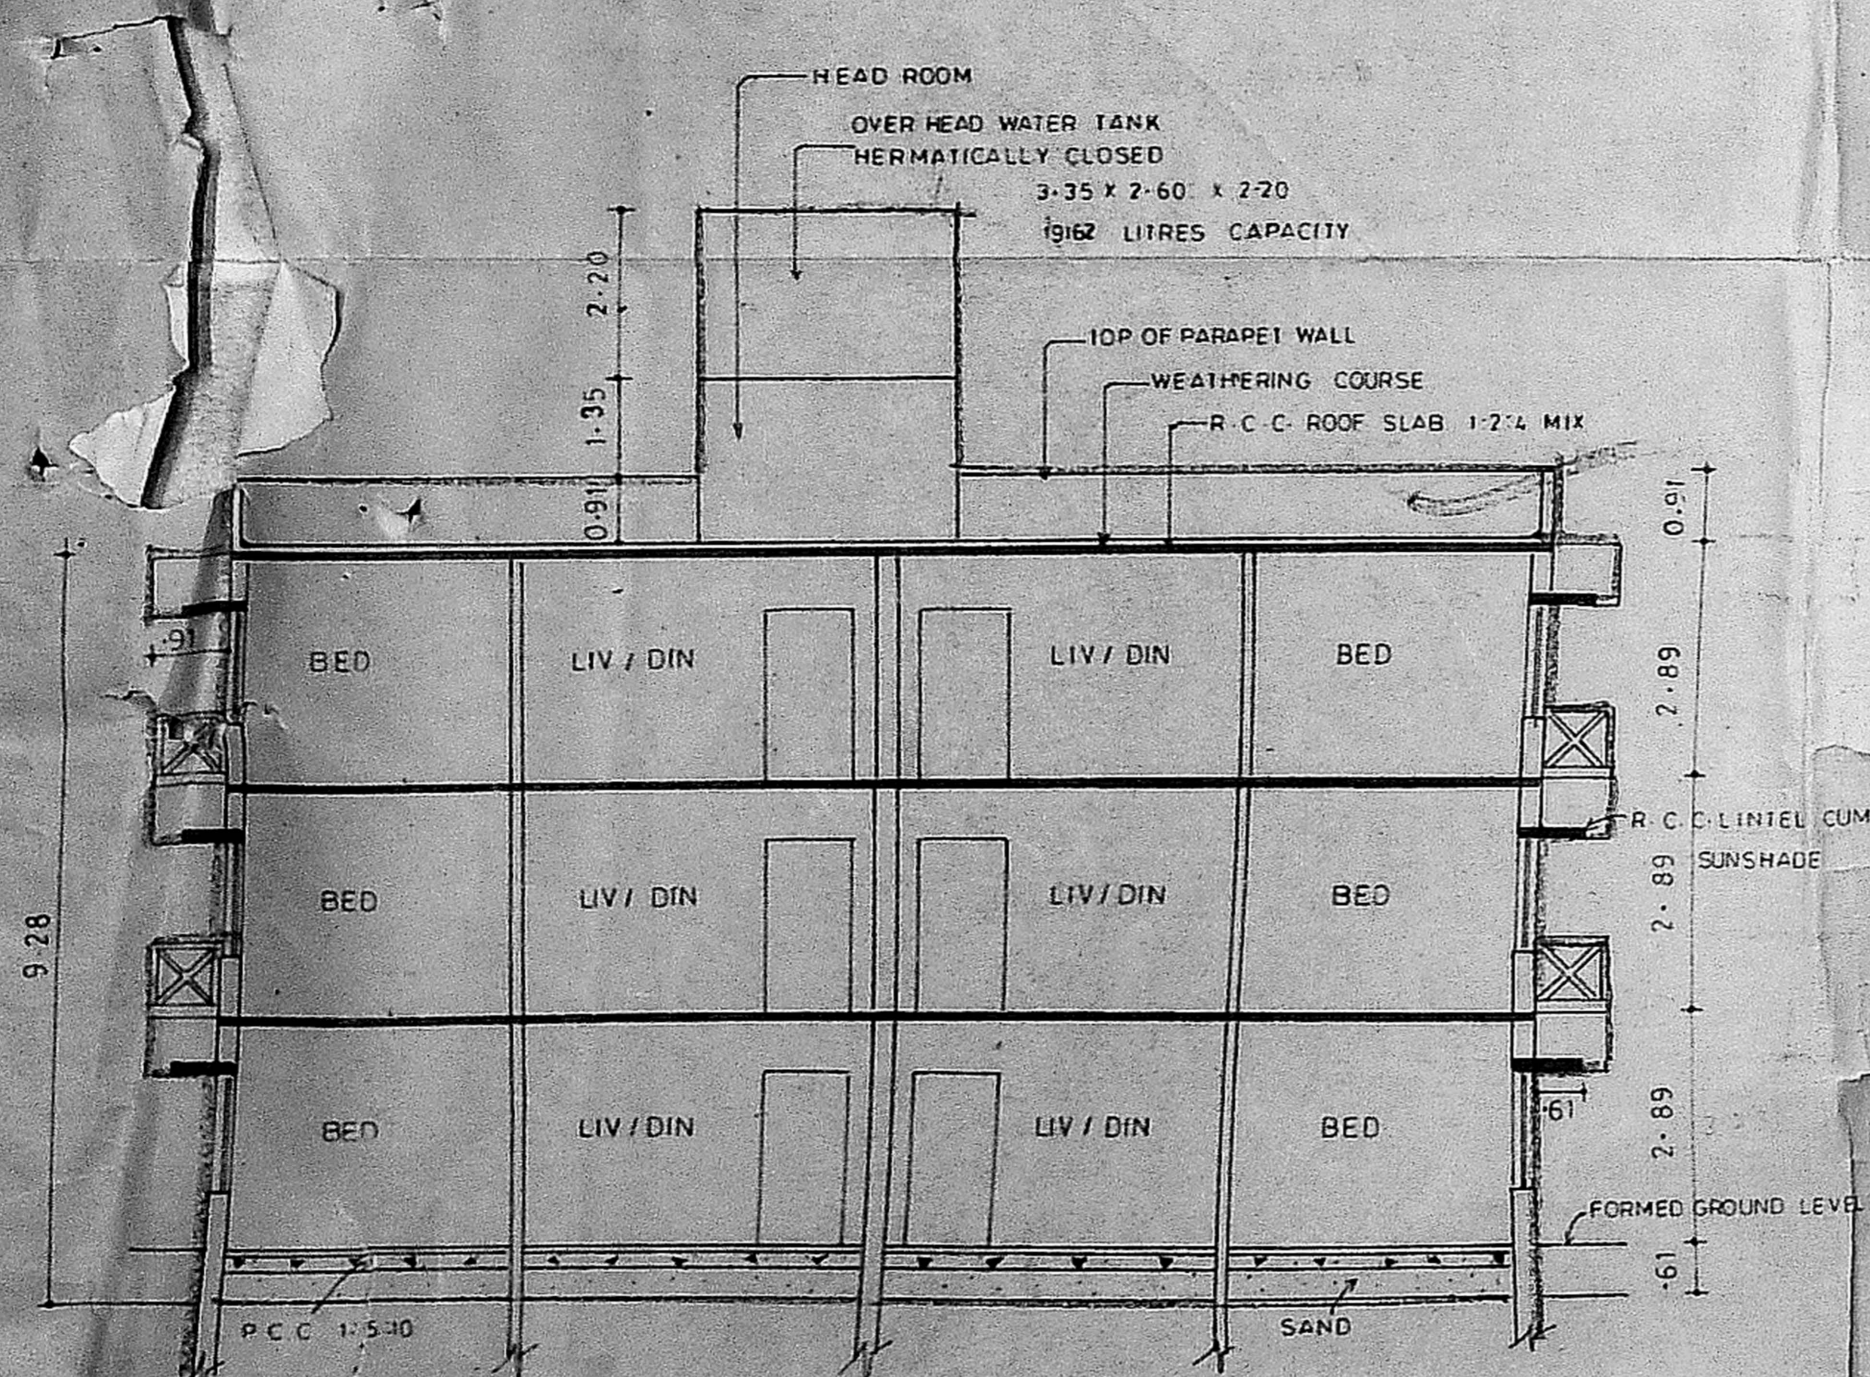 HEAD ROOM
OVER HEAD WATER TANK
HERMATICALLY CLOSED
3.35 X 2.60 X 2.20
19162 LITRES CAPACITY
2.20
TOP OF PARAPET WALL
WEATHERING COURSE
1.35
R.C.C. ROOF SLAB 1:2:4 MIX
0.91
0.91
.91
BED
LIV / DIN
LIV / DIN
BED
2.89
R.C.C. LINTEL CUM
SUNSHADE
BED
LIV / DIN
LIV / DIN
BED
2.89
9.28
.61
BED
LIV / DIN
LIV / DIN
BED
2.89
FORMED GROUND LEVEL
.61
P.C.C 1:5:10
SAND